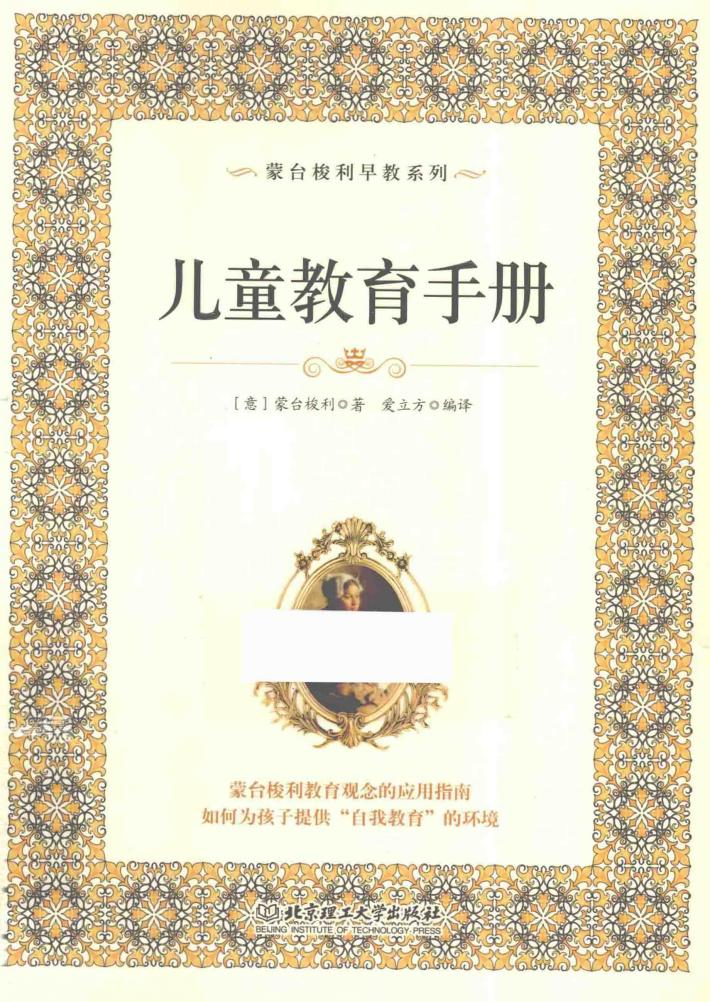 蒙台梭利早教系列
儿童教育手册
[意]蒙台梭利◎著 爱立方◎编译
蒙台梭利教育观念的应用指南
如何为孩子提供“自我教育”的环境
北京理工大学出版社
BEIJING INSTITUTE OF TECHNOLOGY PRESS